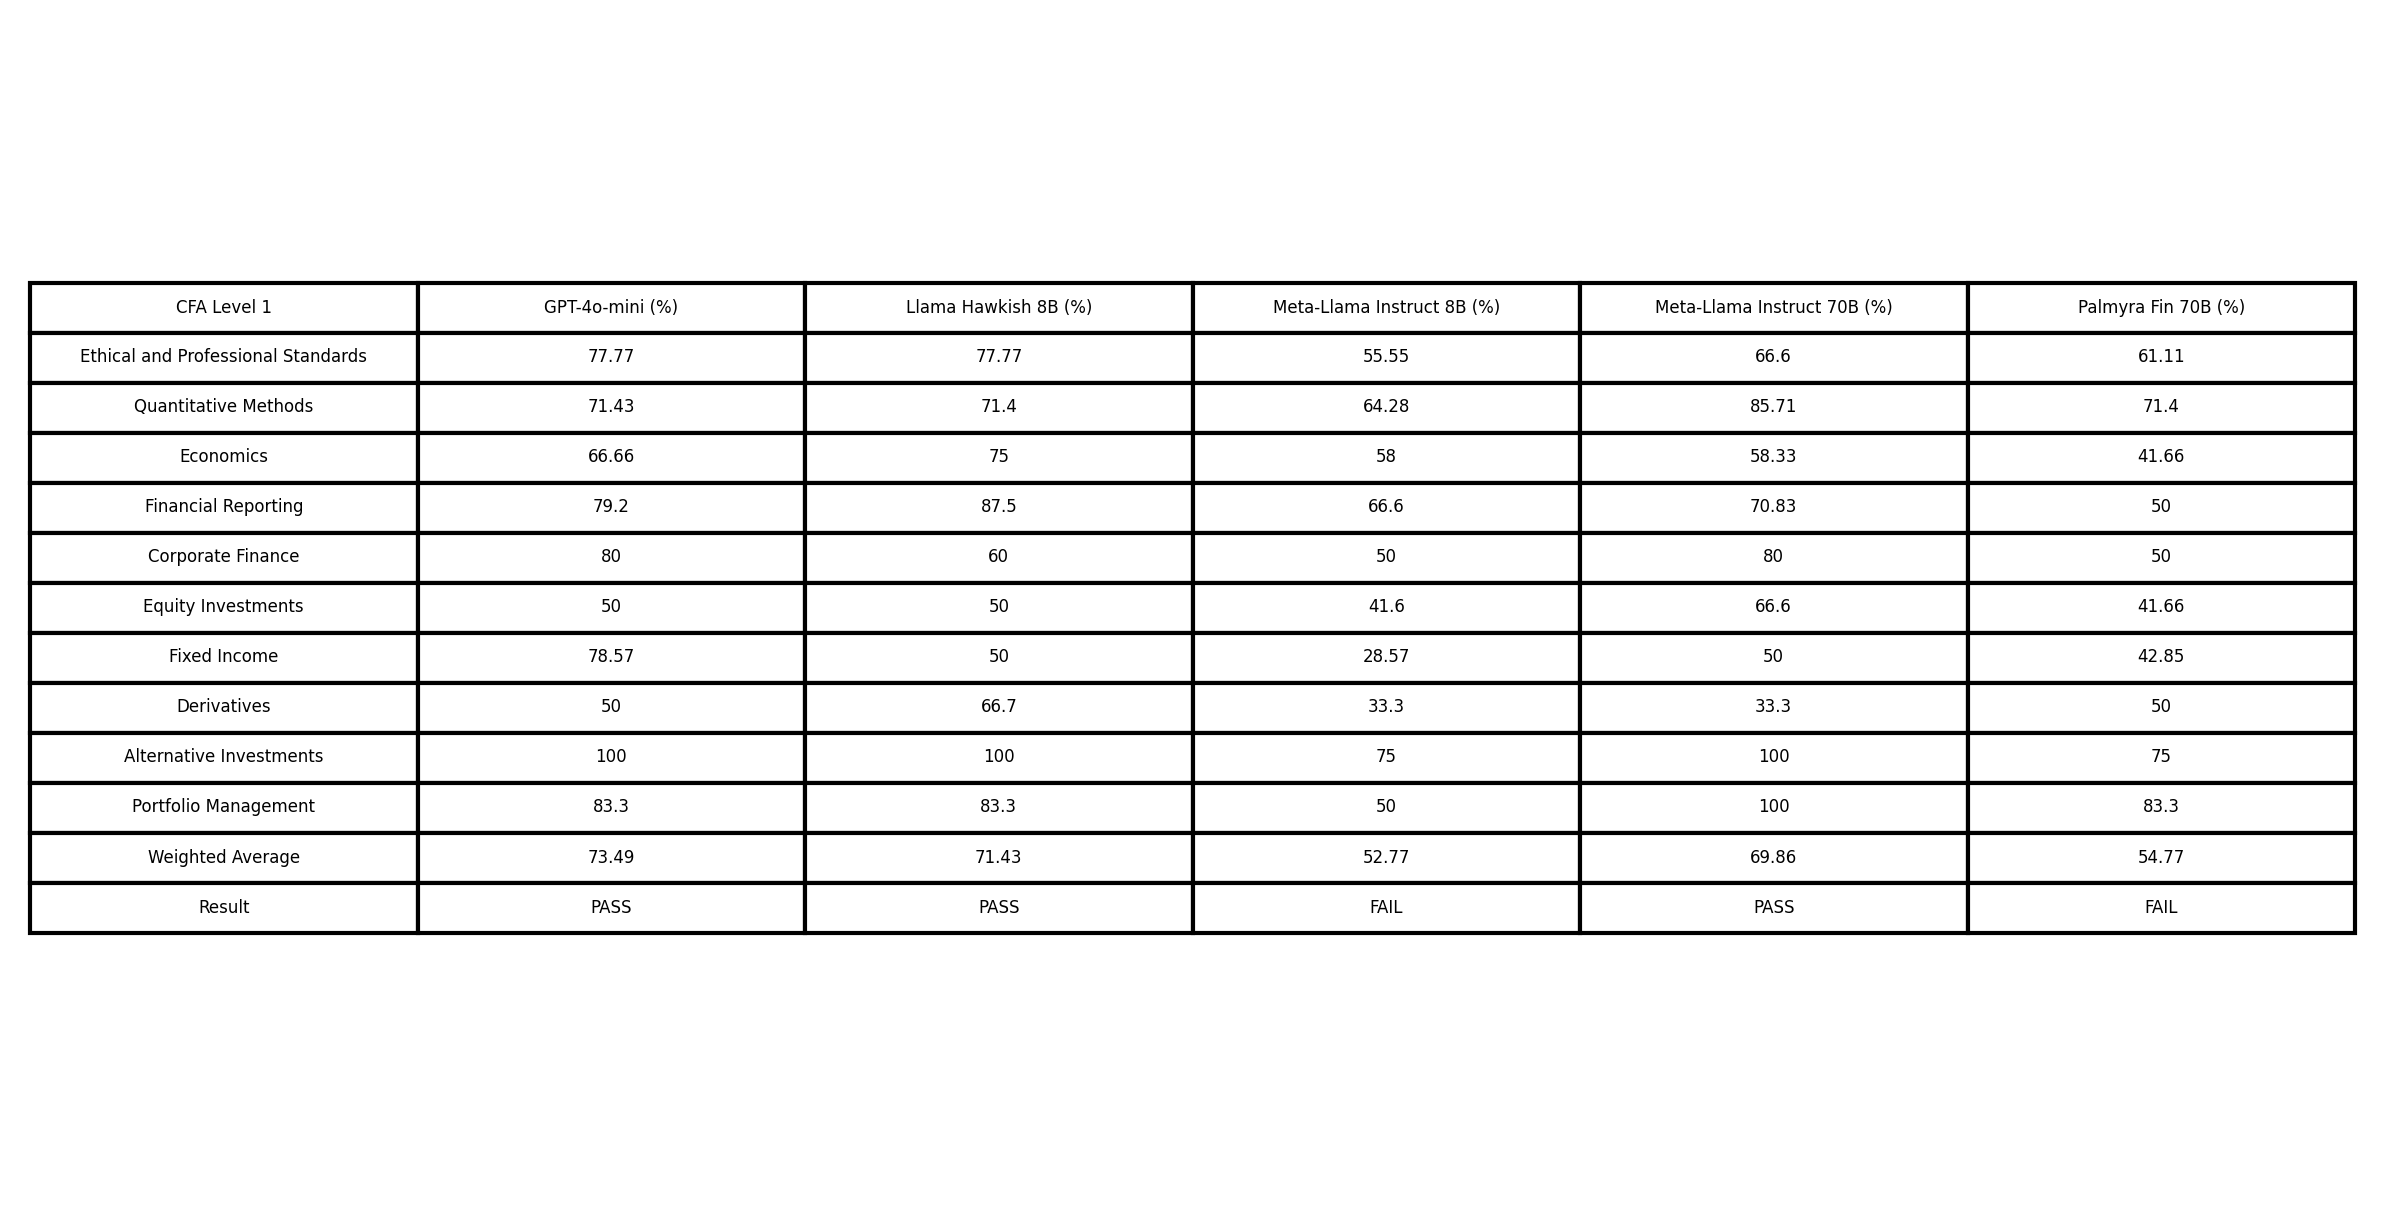 CFA Level 1 GPT-4o-mini (%) Llama Hawkish 8B (%) Meta-Llama Instruct 8B (%) Meta-Llama Instruct 70B (%) Palmyra Fin 70B (%)
Ethical and Professional Standards 77.77 77.77 55.55 66.6 61.11
Quantitative Methods 71.43 71.4 64.28 85.71 71.4
Economics 66.66 75 58 58.33 41.66
Financial Reporting 79.2 87.5 66.6 70.83 50
Corporate Finance 80 60 50 80 50
Equity Investments 50 50 41.6 66.6 41.66
Fixed Income 78.57 50 28.57 50 42.85
Derivatives 50 66.7 33.3 33.3 50
Alternative Investments 100 100 75 100 75
Portfolio Management 83.3 83.3 50 100 83.3
Weighted Average 73.49 71.43 52.77 69.86 54.77
Result PASS PASS FAIL PASS FAIL